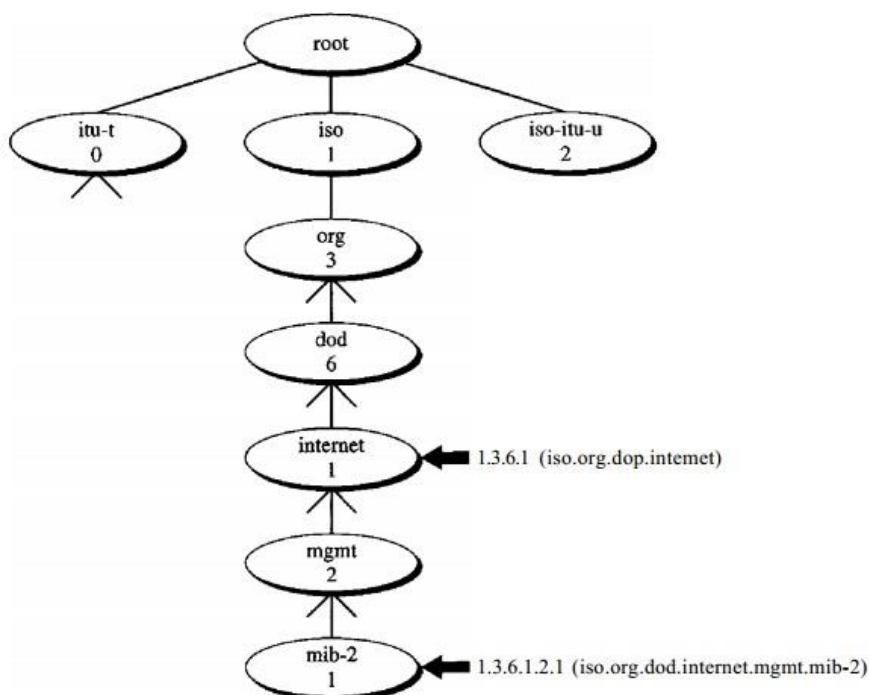 root
itu-t
0
iso
1
iso-itu-u
2
org
3
dod
6
internet
1
1.3.6.1 (iso.org.dop.intemet)
mgmt
2
mib-2
1
1.3.6.1.2.1 (iso.org.dod.internet.mgmt.mib-2)